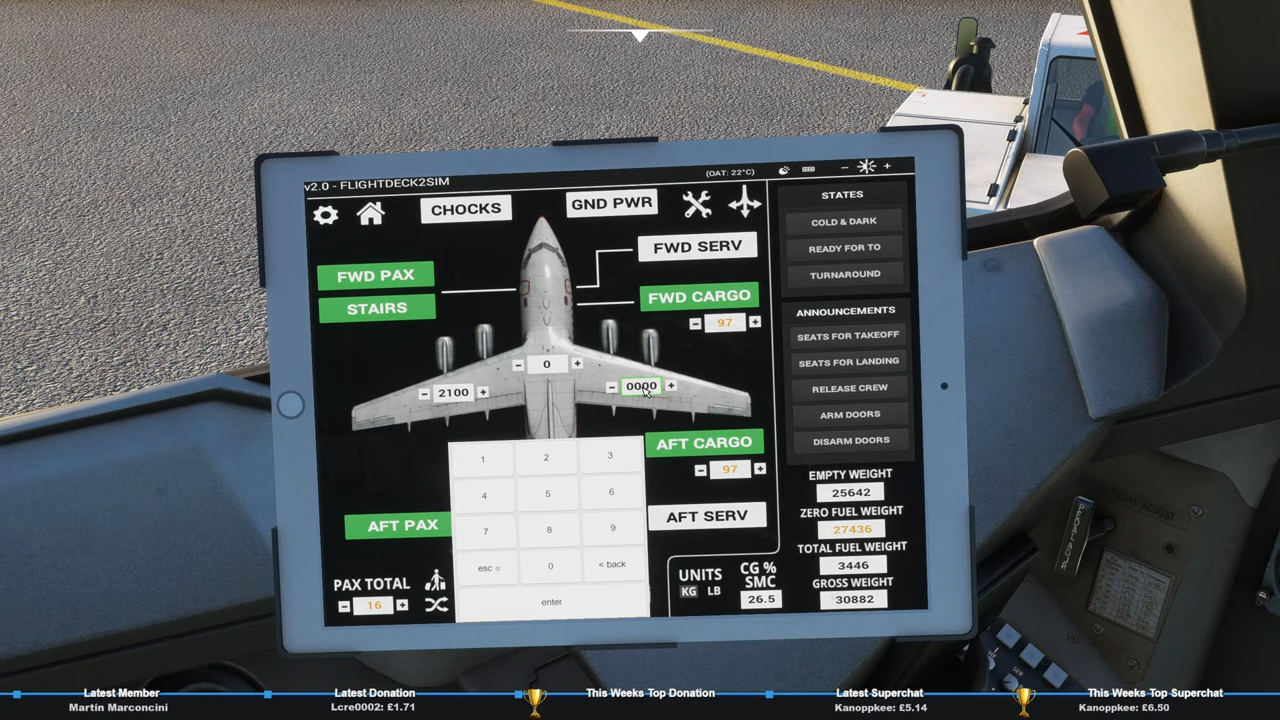 v2.0 - FLIGHTDECK2SIM
(OAT: 22°C)
− +
CHOCKS
GND PWR
FWD SERV
FWD PAX
STAIRS
FWD CARGO
− 97 +
− 0 +
− 2100 +
− 0000 +
AFT CARGO
− 97 +
AFT PAX
AFT SERV
1 2 3
4 5 6
7 8 9
esc 0 < back
enter
PAX TOTAL
− 16 +
UNITS
KG LB
CG %
SMC
26.5
STATES
COLD & DARK
READY FOR TO
TURNAROUND
ANNOUNCEMENTS
SEATS FOR TAKEOFF
SEATS FOR LANDING
RELEASE CREW
ARM DOORS
DISARM DOORS
EMPTY WEIGHT
25642
ZERO FUEL WEIGHT
27436
TOTAL FUEL WEIGHT
3446
GROSS WEIGHT
30882
Latest Member
Martín Marconcini
Latest Donation
Lcre0002: £1.71
This Weeks Top Donation
Latest Superchat
Kanoppkee: £5.14
This Weeks Top Superchat
Kanoppkee: £6.50